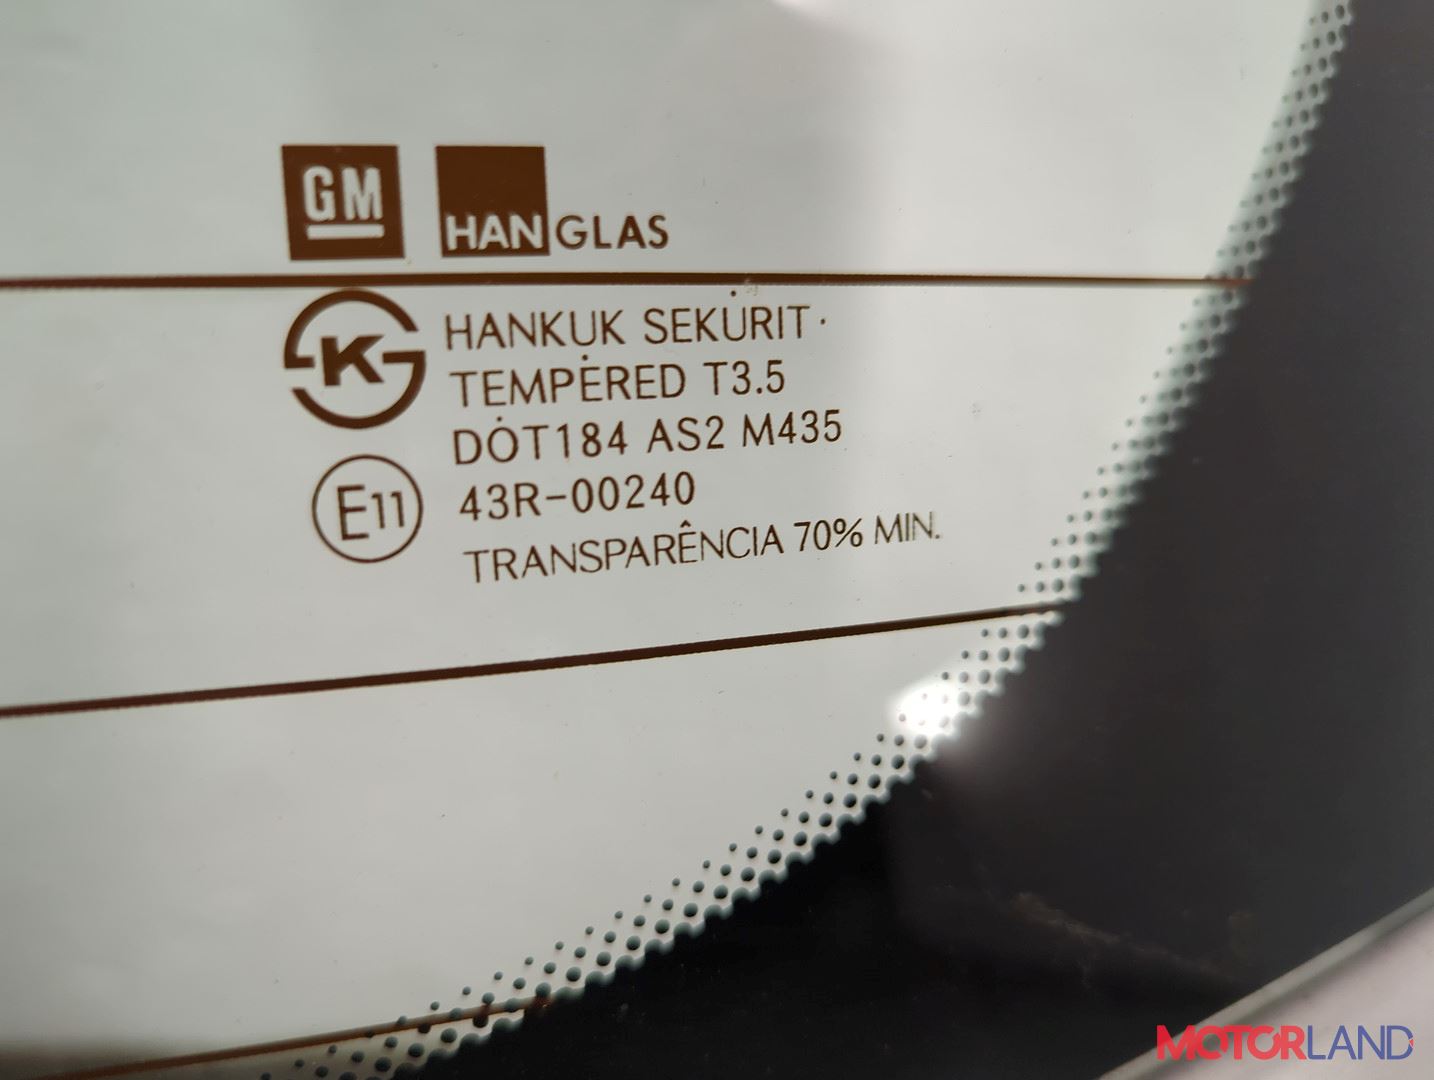 GM HANGLAS
K HANKUK SEKURIT
TEMPERED T3.5
DOT184 AS2 M435
E11 43R-00240
TRANSPARÊNCIA 70% MIN.
MOTORLAND